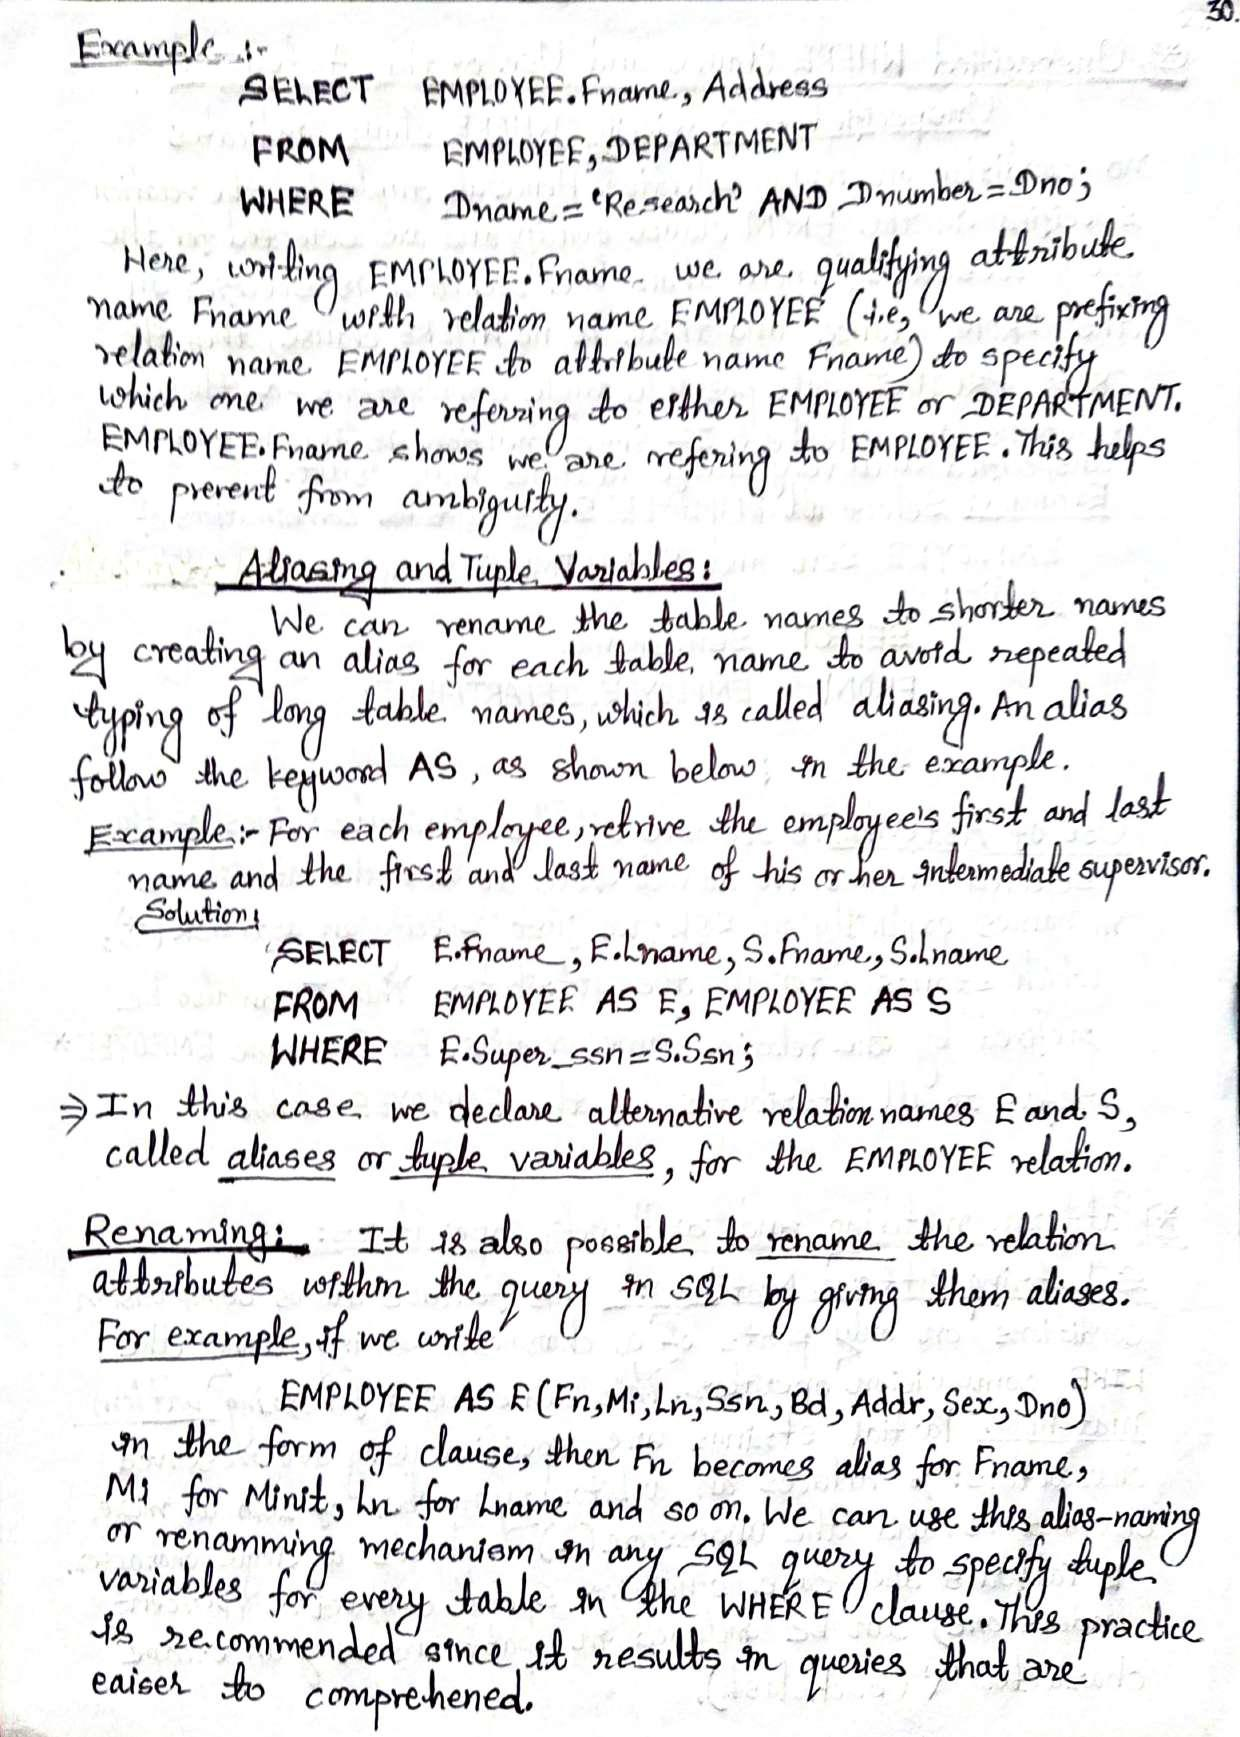 30.
Example :-
SELECT EMPLOYEE.Fname, Address
FROM EMPLOYEE, DEPARTMENT
WHERE Dname = 'Research' AND Dnumber = Dno;
Here, writing EMPLOYEE.Fname we are qualifying attribute
name Fname with relation name EMPLOYEE (i.e, we are prefixing
relation name EMPLOYEE to attribute name Fname) to specify
which one we are referring to either EMPLOYEE or DEPARTMENT.
EMPLOYEE.Fname shows we are refering to EMPLOYEE. This helps
to prevent from ambiguity.
Aliasing and Tuple Variables:
We can rename the table names to shorter names
by creating an alias for each table name to avoid repeated
typing of long table names, which is called aliasing. An alias
follow the keyword AS, as shown below in the example.
Example:- For each employee, retrive the employee's first and last
name and the first and last name of his or her intermediate supervisor.
Solution:
SELECT E.Fname, E.Lname, S.Fname, S.Lname
FROM EMPLOYEE AS E, EMPLOYEE AS S
WHERE E.Super_ssn = S.Ssn;
⇒ In this case we declare alternative relation names E and S,
called aliases or tuple variables, for the EMPLOYEE relation.
Renaming: It is also possible to rename the relation
attributes within the query in SQL by giving them aliases.
For example, if we write
EMPLOYEE AS E (Fn, Mi, Ln, Ssn, Bd, Addr, Sex, Dno)
in the form of clause, then Fn becomes alias for Fname,
Mi for Minit, Ln for Lname and so on. We can use this alias-naming
or renamming mechanism in any SQL query to specify tuple
variables for every table in the WHERE clause. This practice
is recommended since it results in queries that are
eaiser to comprehened.